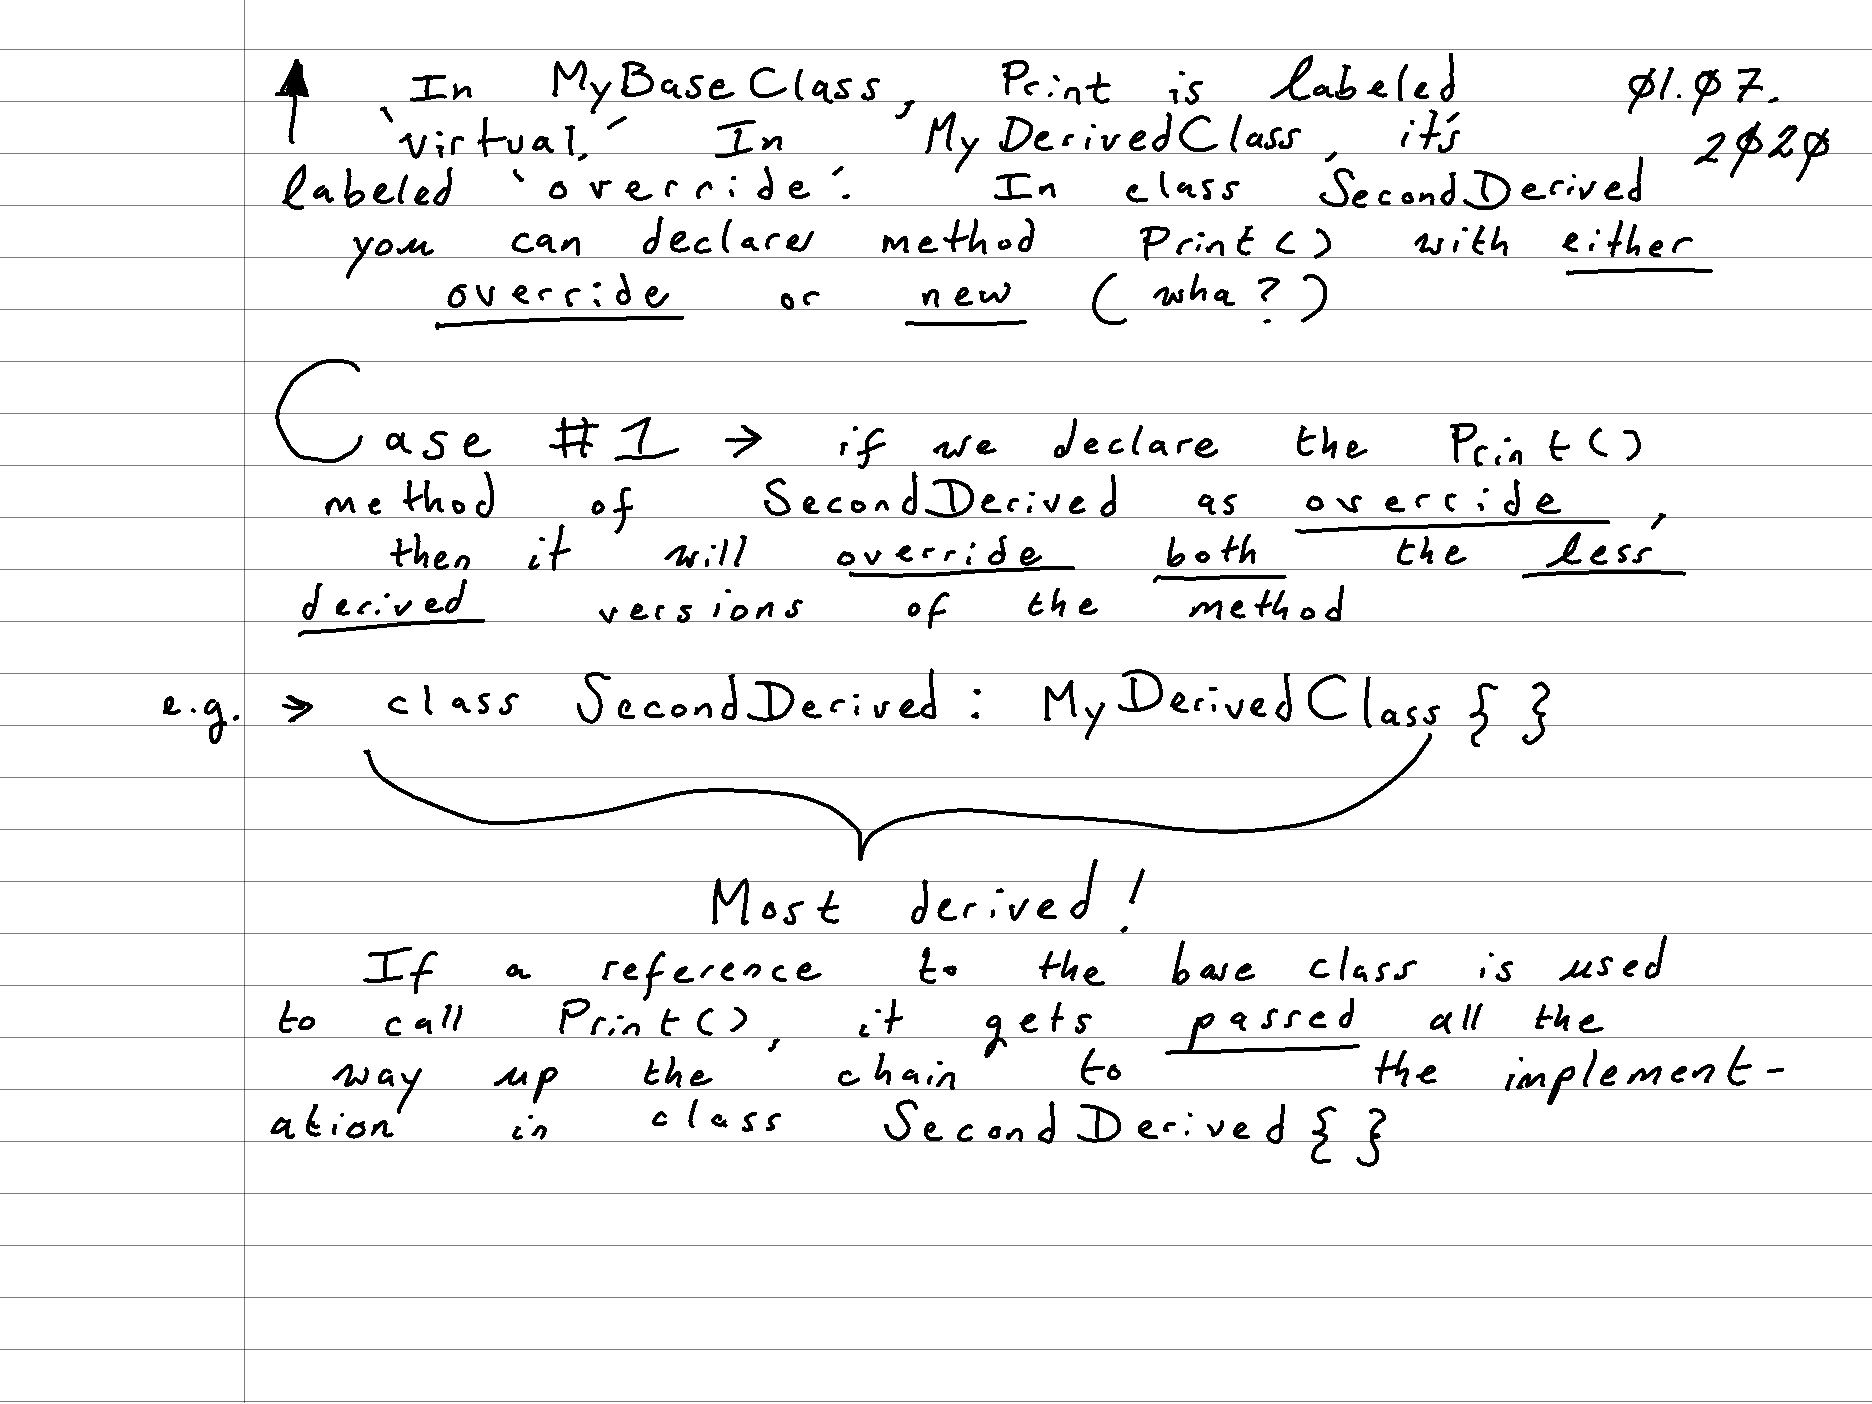 ↑ In MyBaseClass, Print is labeled Ø1.Ø7.
`virtual.´ In MyDerivedClass, it's 2Ø2Ø
labeled `override´. In class SecondDerived
you can declare method Print() with either
override or new (wha?)
Case #1 → if we declare the Print()
method of SecondDerived as override,
then it will override both the less
derived versions of the method
e.g. → class SecondDerived : MyDerivedClass { }
Most derived!
If a reference to the base class is used
to call Print(), it gets passed all the
way up the chain to the implement-
ation in class SecondDerived { }